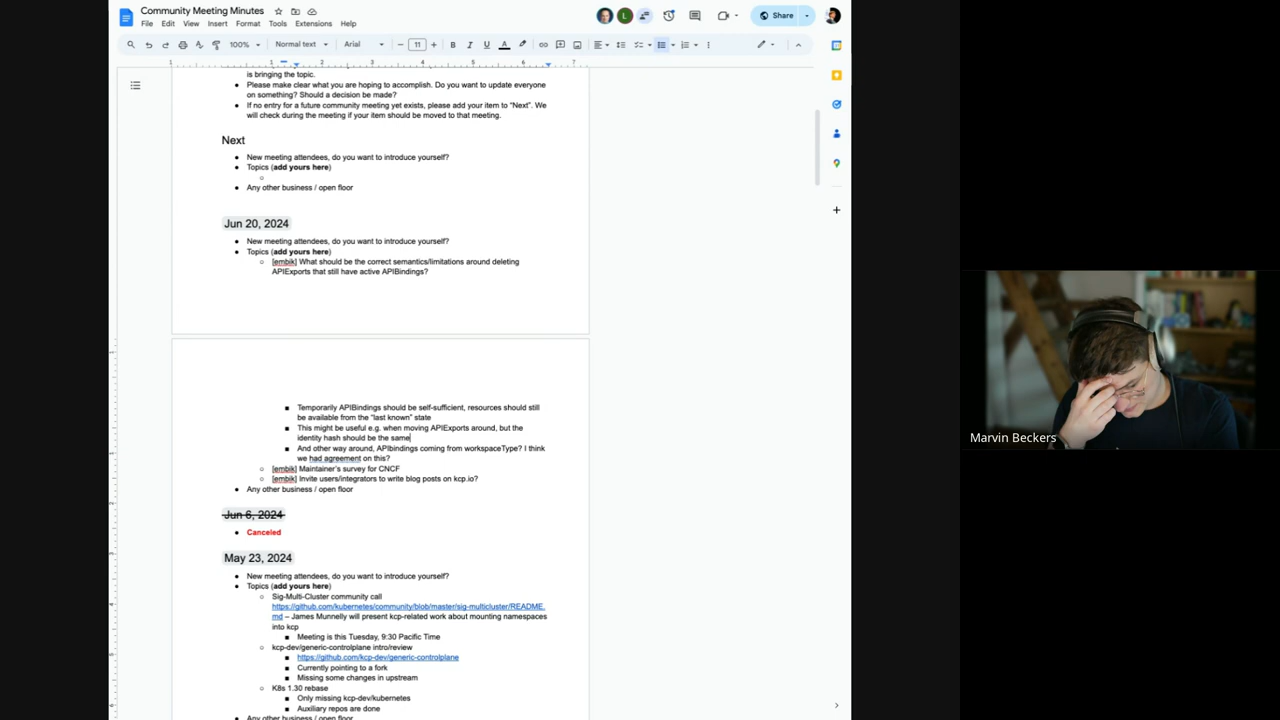 Community Meeting Minutes
File Edit View Insert Format Tools Extensions Help
L
Share
100% Normal text Arial 11 B I U A
1 1 2 3 4 5 6 7
is bringing the topic.
Please make clear what you are hoping to accomplish. Do you want to update everyone
on something? Should a decision be made?
If no entry for a future community meeting yet exists, please add your item to “Next”. We
will check during the meeting if your item should be moved to that meeting.
Next
New meeting attendees, do you want to introduce yourself?
Topics (add yours here)
Any other business / open floor
Jun 20, 2024
New meeting attendees, do you want to introduce yourself?
Topics (add yours here)
[embik] What should be the correct semantics/limitations around deleting
APIExports that still have active APIBindings?
Temporarily APIBindings should be self-sufficient, resources should still
be available from the “last known” state
This might be useful e.g. when moving APIExports around, but the
identity hash should be the same
And other way around, APIbindings coming from workspaceType? I think
we had agreement on this?
[embik] Maintainer’s survey for CNCF
[embik] Invite users/integrators to write blog posts on kcp.io?
Any other business / open floor
Jun 6, 2024
Canceled
May 23, 2024
New meeting attendees, do you want to introduce yourself?
Topics (add yours here)
Sig-Multi-Cluster community call
https://github.com/kubernetes/community/blob/master/sig-multicluster/README.
md – James Munnelly will present kcp-related work about mounting namespaces
into kcp
Meeting is this Tuesday, 9:30 Pacific Time
kcp-dev/generic-controlplane intro/review
https://github.com/kcp-dev/generic-controlplane
Currently pointing to a fork
Missing some changes in upstream
K8s 1.30 rebase
Only missing kcp-dev/kubernetes
Auxiliary repos are done
Any other business / open floor
Marvin Beckers